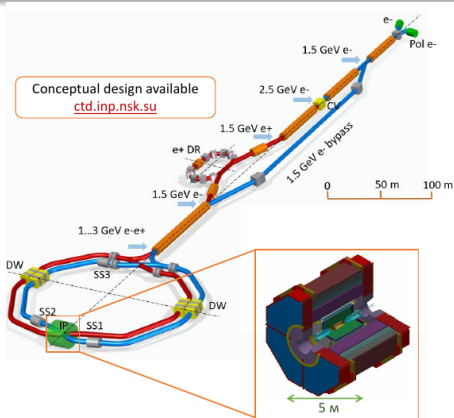 e-
Pol e-
1.5 GeV e-
Conceptual design available
ctd.inp.nsk.su
2.5 GeV e-
CV
1.5 GeV e+
e+ DR
1.5 GeV e- bypass
0 50 m 100 m
1.5 GeV e-
1...3 GeV e-e+
DW
SS3
DW
SS2
IP
SS1
5 м